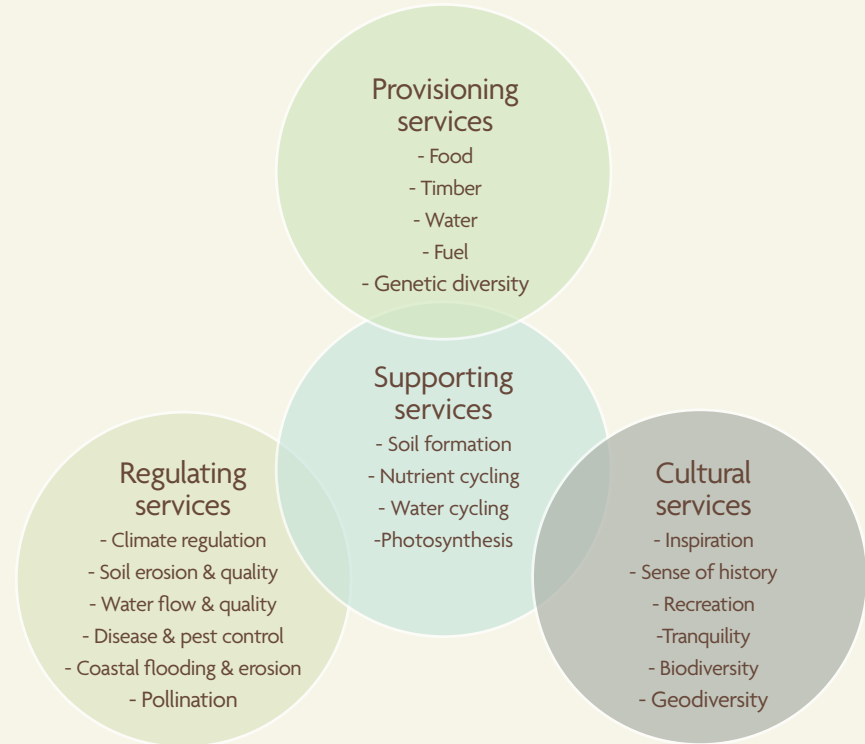 Provisioning
services
- Food
- Timber
- Water
- Fuel
- Genetic diversity
Supporting
services
- Soil formation
- Nutrient cycling
- Water cycling
-Photosynthesis
Regulating
services
- Climate regulation
- Soil erosion & quality
- Water flow & quality
- Disease & pest control
- Coastal flooding & erosion
- Pollination
Cultural
services
- Inspiration
- Sense of history
- Recreation
-Tranquility
- Biodiversity
- Geodiversity